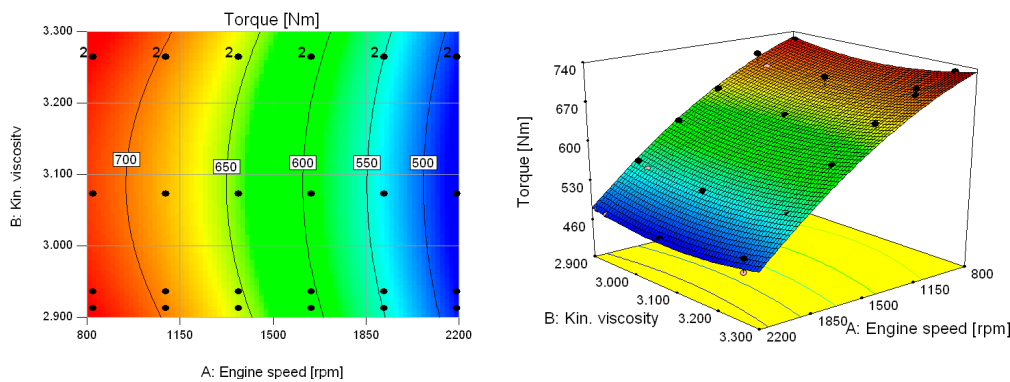 Torque [Nm]
3.300
2 2 2 2 2 2
3.200
B: Kin. viscosity
700 650 600 550 500
3.100
3.000
2.900
800 1150 1500 1850 2200
A: Engine speed [rpm]
740
670
600
530
460
Torque [Nm]
2.900
3.000
3.100
3.200
3.300
B: Kin. viscosity
2200
1850
1500
1150
800
A: Engine speed [rpm]